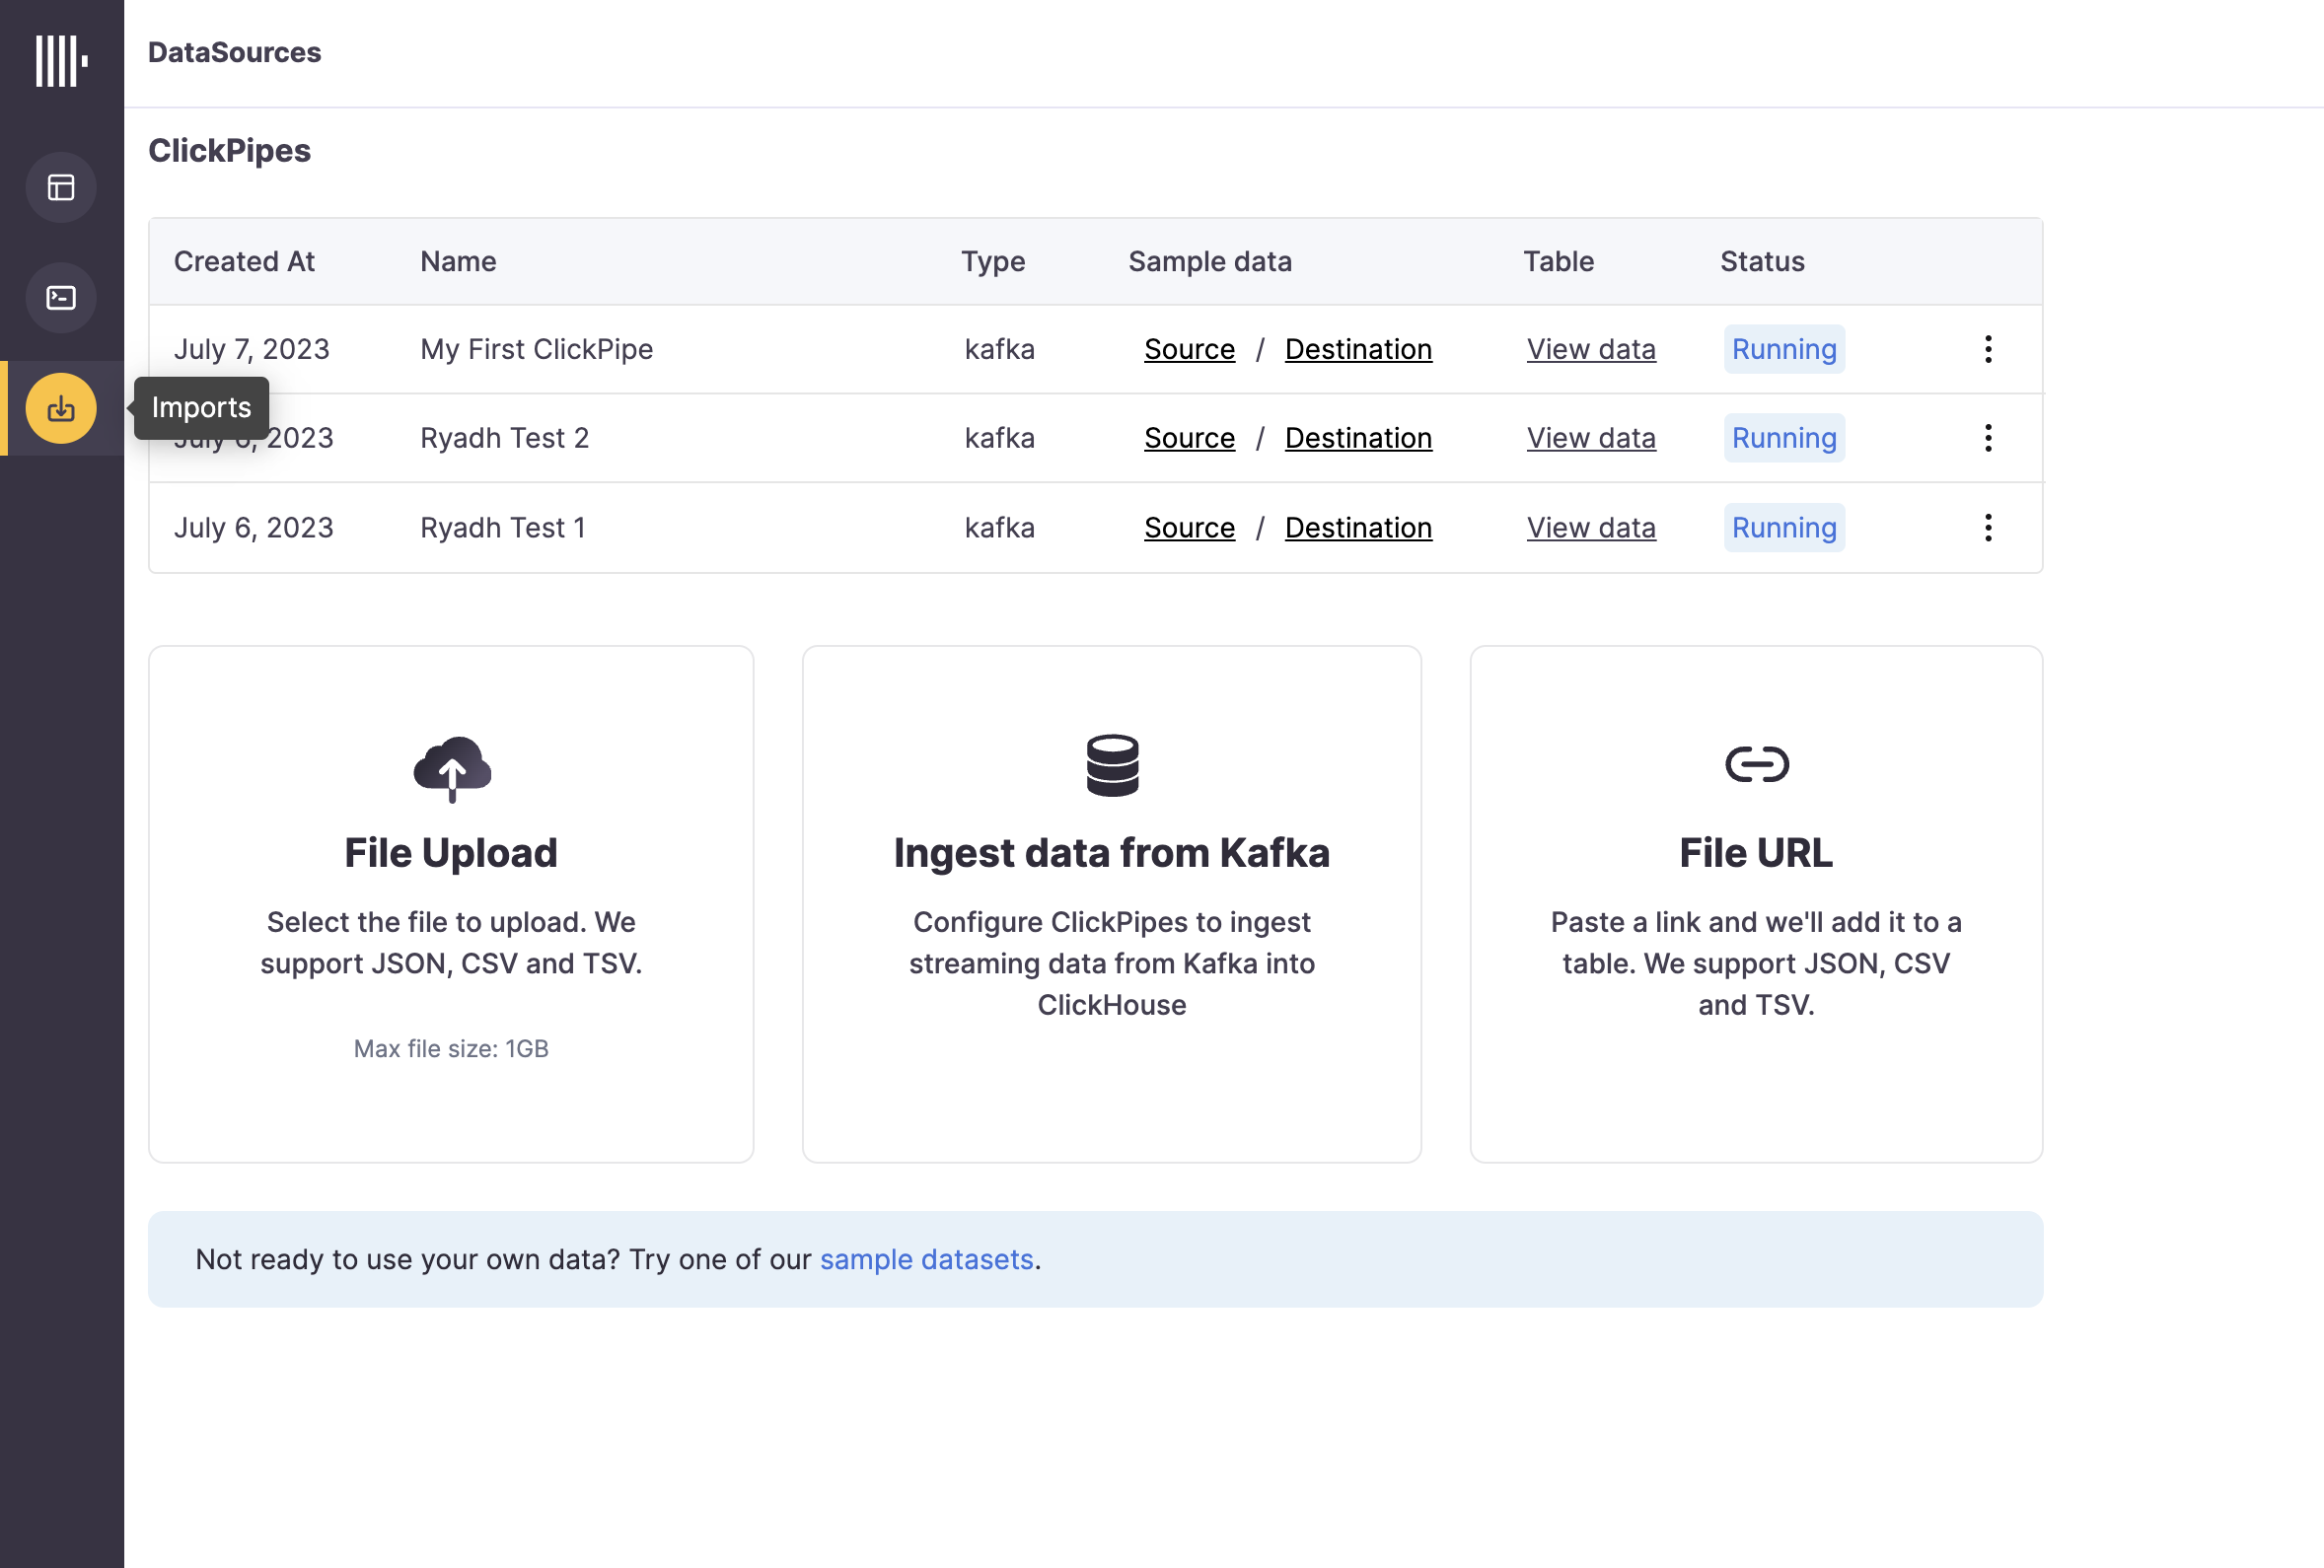 DataSources
ClickPipes
Created At Name Type Sample data Table Status
July 7, 2023 My First ClickPipe kafka Source / Destination View data Running
Imports
July 6, 2023 Ryadh Test 2 kafka Source / Destination View data Running
July 6, 2023 Ryadh Test 1 kafka Source / Destination View data Running
File Upload
Select the file to upload. We
support JSON, CSV and TSV.
Max file size: 1GB
Ingest data from Kafka
Configure ClickPipes to ingest
streaming data from Kafka into
ClickHouse
File URL
Paste a link and we'll add it to a
table. We support JSON, CSV
and TSV.
Not ready to use your own data? Try one of our sample datasets.